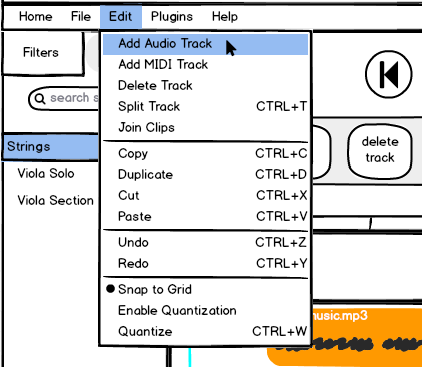 Home File Edit Plugins Help
Filters
search s
Strings
Viola Solo
Viola Section
Add Audio Track
Add MIDI Track
Delete Track
Split Track CTRL+T
Join Clips
Copy CTRL+C
Duplicate CTRL+D
Cut CTRL+X
Paste CTRL+V
Undo CTRL+Z
Redo CTRL+Y
Snap to Grid
Enable Quantization
Quantize CTRL+W
delete
track
music.mp3